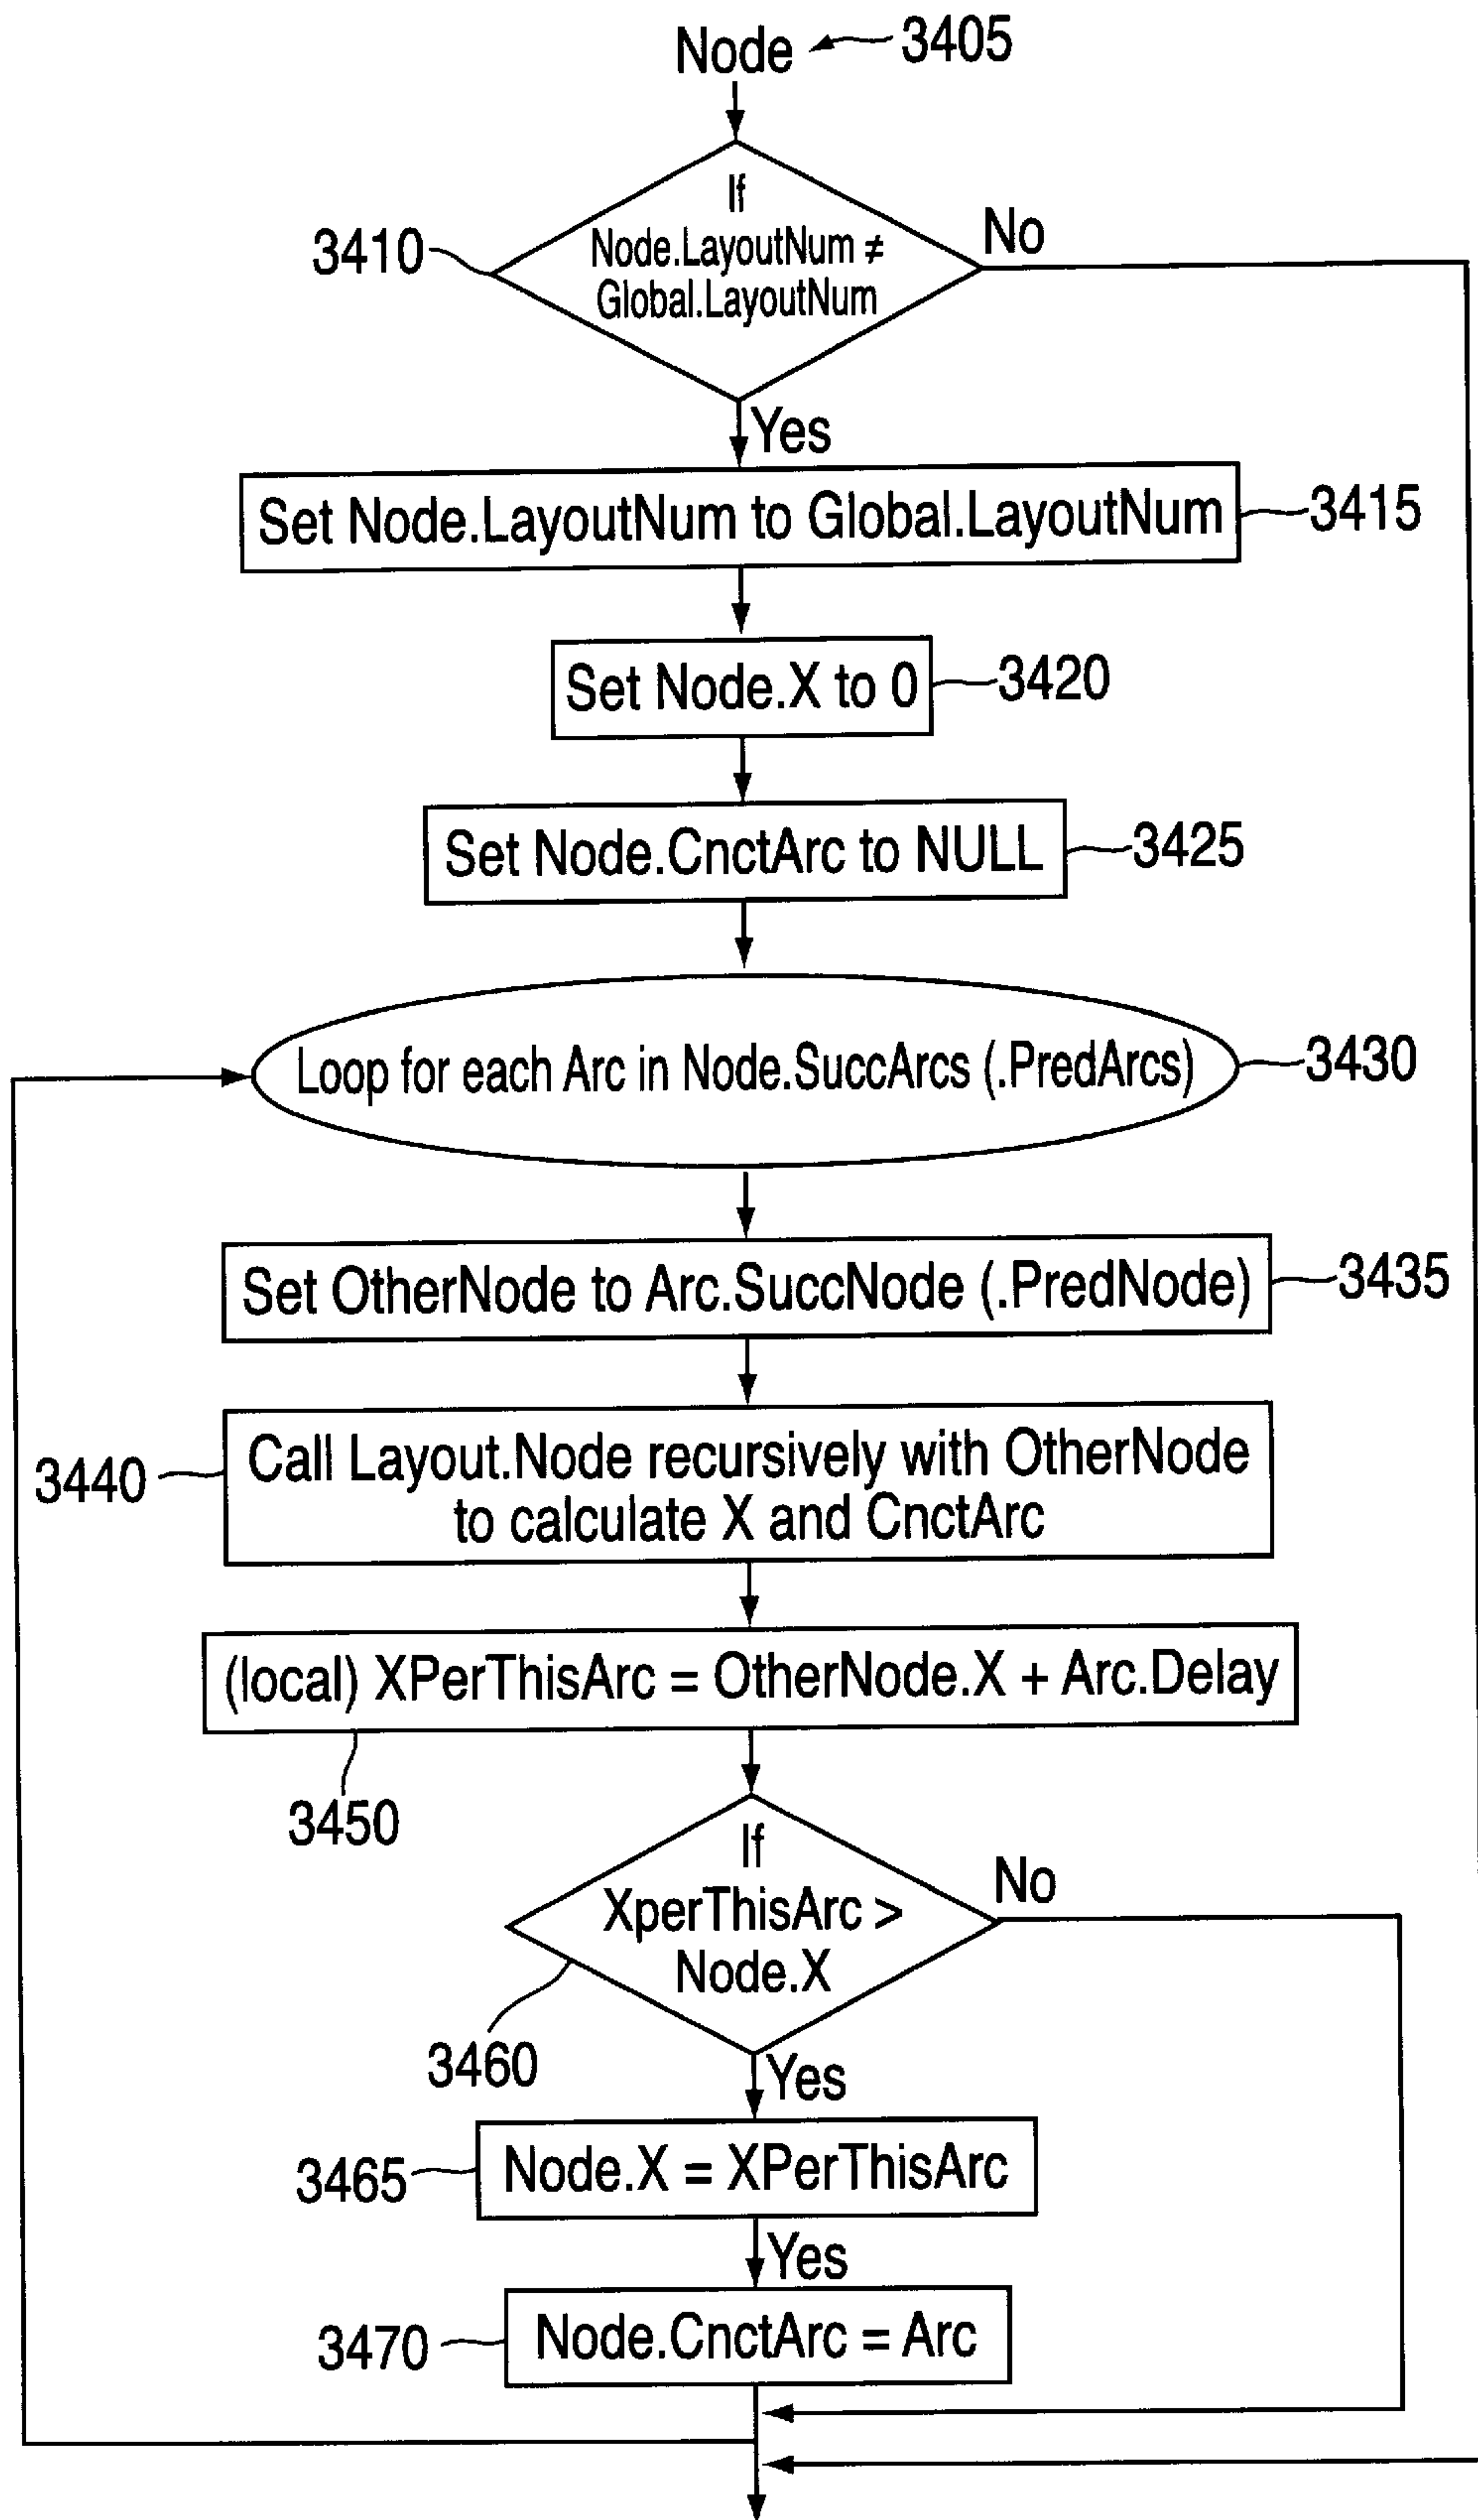 Node
3405
If
Node.LayoutNum ≠
Global.LayoutNum
No
3410
Yes
Set Node.LayoutNum to Global.LayoutNum
3415
Set Node.X to 0
3420
Set Node.CnctArc to NULL
3425
Loop for each Arc in Node.SuccArcs (.PredArcs)
3430
Set OtherNode to Arc.SuccNode (.PredNode)
3435
Call Layout.Node recursively with OtherNode
to calculate X and CnctArc
3440
(local) XPerThisArc = OtherNode.X + Arc.Delay
3450
If
XperThisArc >
Node.X
No
3460
Yes
Node.X = XPerThisArc
3465
Yes
Node.CnctArc = Arc
3470